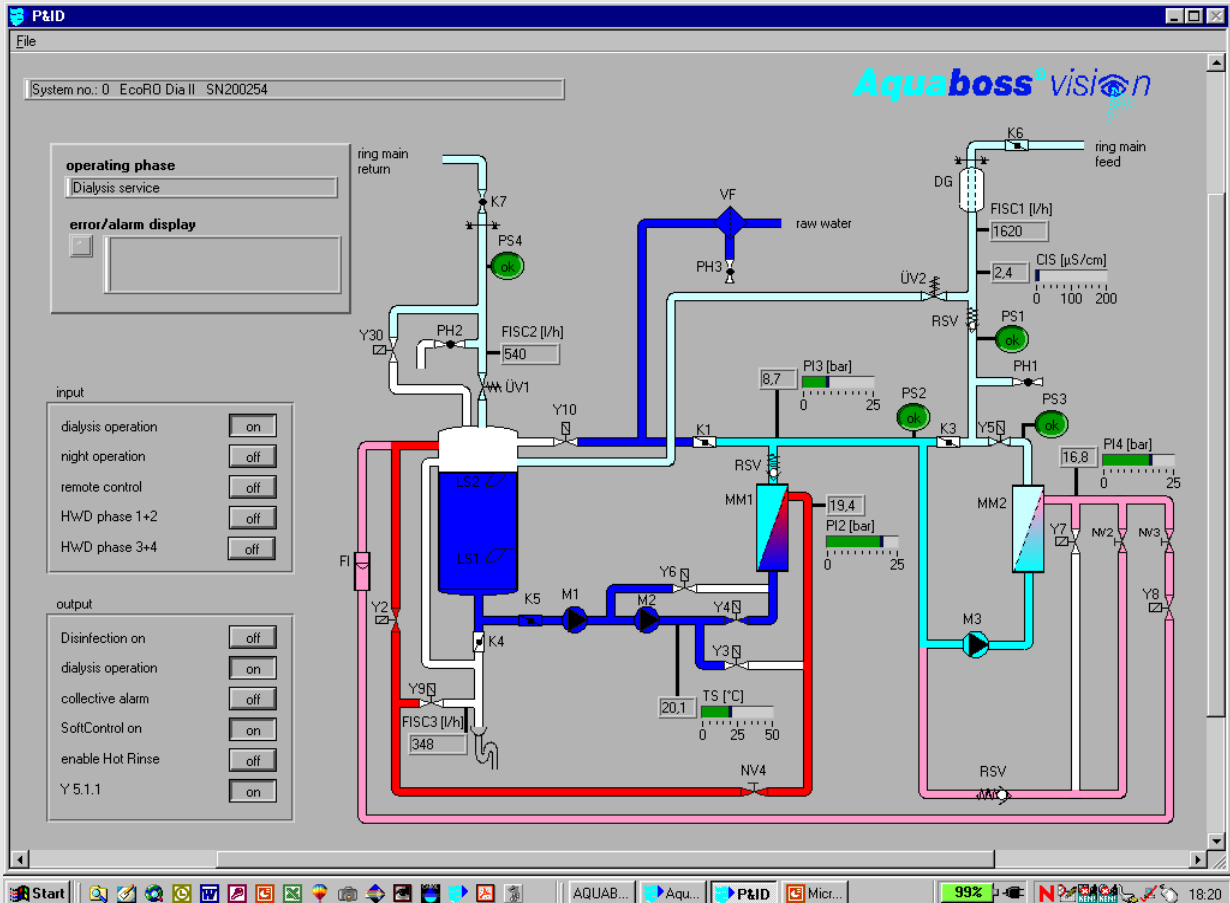 P&ID
File
System no.: 0 EcoRO Dia II SN200254
Aquaboss® vision
operating phase
Dialysis service
error/alarm display
ring main
return
K7
PS4
ok
VF
raw water
PH3
K6
ring main
feed
DG
FISC1 [l/h]
1620
CIS [µS/cm]
2,4
0 100 200
ÜV2
RSV
PS1
ok
PH1
Y30
PH2
FISC2 [l/h]
540
ÜV1
PI3 [bar]
8,7
0 25
PS2
ok
PS3
ok
Y10
K1
K3
Y5
PI4 [bar]
16,8
0 25
input
dialysis operation on
night operation off
remote control off
HWD phase 1+2 off
HWD phase 3+4 off
LS2
LS1
RSV
MM1
19,4
PI2 [bar]
0 25
MM2
Y7
NV2
NV3
FI
Y2
Y6
K5
M1
M2
Y4
Y3
K4
M3
Y8
output
Disinfection on off
dialysis operation on
collective alarm off
SoftControl on on
enable Hot Rinse off
Y 5.1.1 on
Y9
FISC3 [l/h]
348
TS [°C]
20,1
0 25 50
NV4
RSV
Start
AQUAB...
Aqu...
P&ID
Micr...
99%
N
KEN!
KEN!
18:20